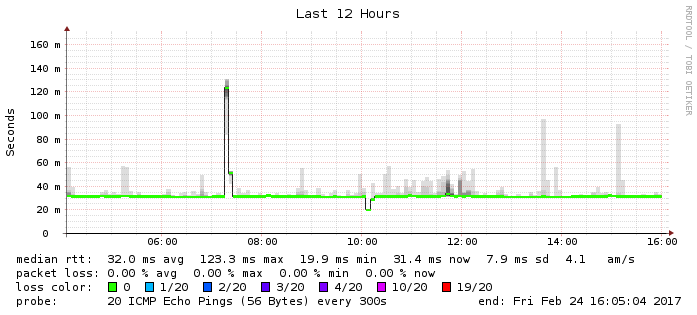 Last 12 Hours
RRDTOOL / TOBI OETIKER
Seconds
160 m
140 m
120 m
100 m
80 m
60 m
40 m
20 m
0
06:00 08:00 10:00 12:00 14:00 16:00
median rtt: 32.0 ms avg 123.3 ms max 19.9 ms min 31.4 ms now 7.9 ms sd 4.1 am/s
packet loss: 0.00 % avg 0.00 % max 0.00 % min 0.00 % now
loss color: 0 1/20 2/20 3/20 4/20 10/20 19/20
probe: 20 ICMP Echo Pings (56 Bytes) every 300s end: Fri Feb 24 16:05:04 2017